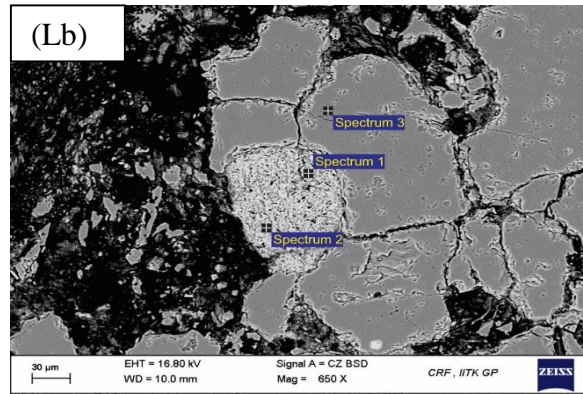 (Lb)
Spectrum 3
Spectrum 1
Spectrum 2
30 µm
EHT = 16.80 kV
Signal A = CZ BSD
WD = 10.0 mm
Mag = 650 X
CRF , IITK GP
ZEISS